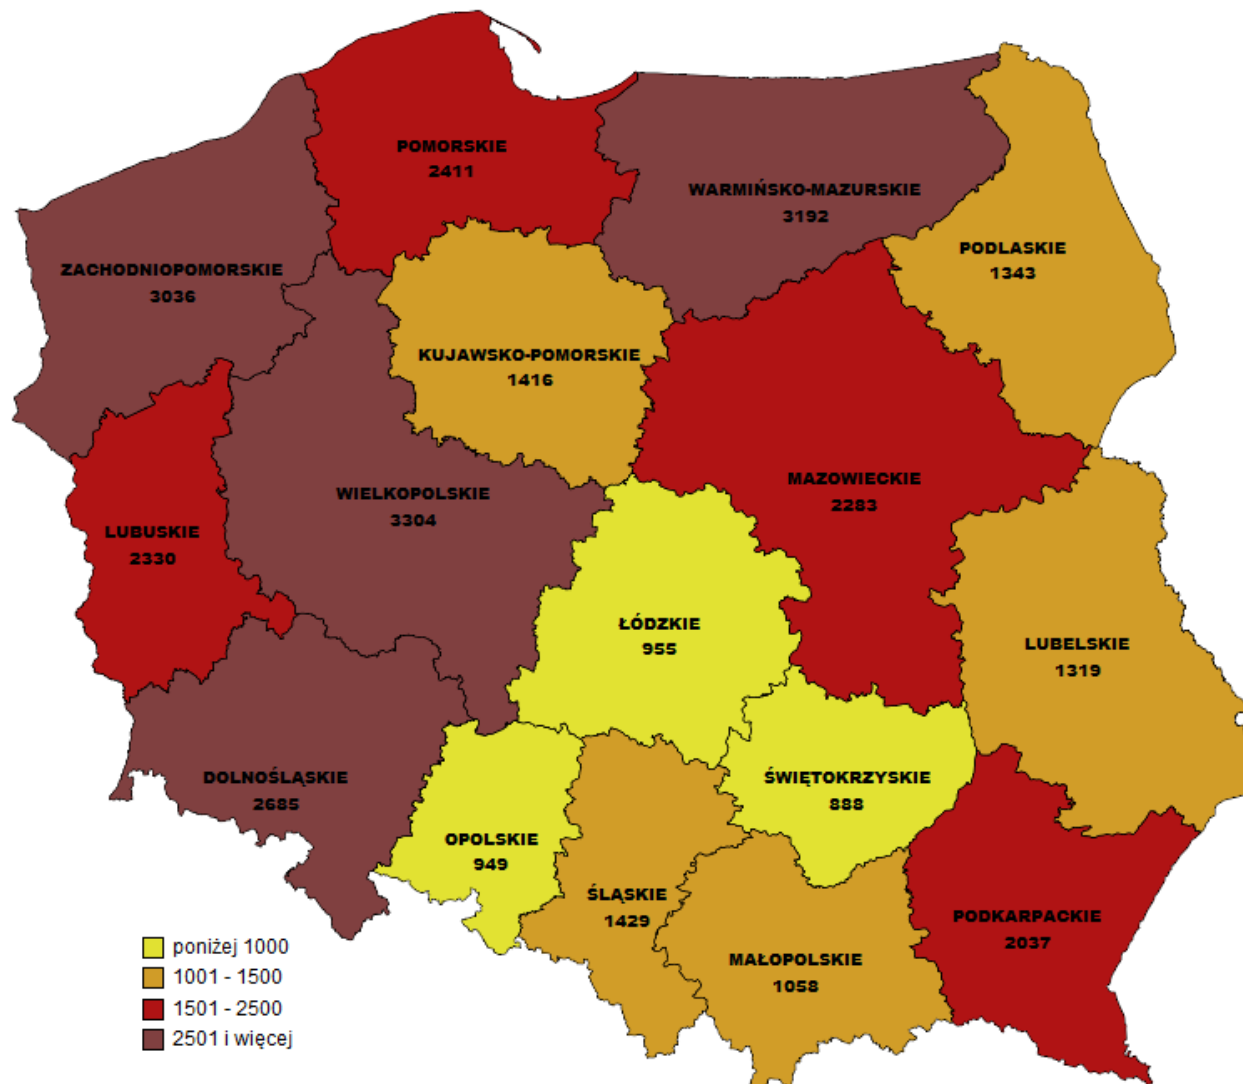 POMORSKIE
2411
WARMIŃSKO-MAZURSKIE
3192
PODLASKIE
1343
ZACHODNIOPOMORSKIE
3036
KUJAWSKO-POMORSKIE
1416
MAZOWIECKIE
2283
WIELKOPOLSKIE
3304
LUBUSKIE
2330
ŁÓDZKIE
955
LUBELSKIE
1319
DOLNOŚLĄSKIE
2685
ŚWIĘTOKRZYSKIE
888
OPOLSKIE
949
ŚLĄSKIE
1429
PODKARPACKIE
2037
MAŁOPOLSKIE
1058
poniżej 1000
1001 - 1500
1501 - 2500
2501 i więcej